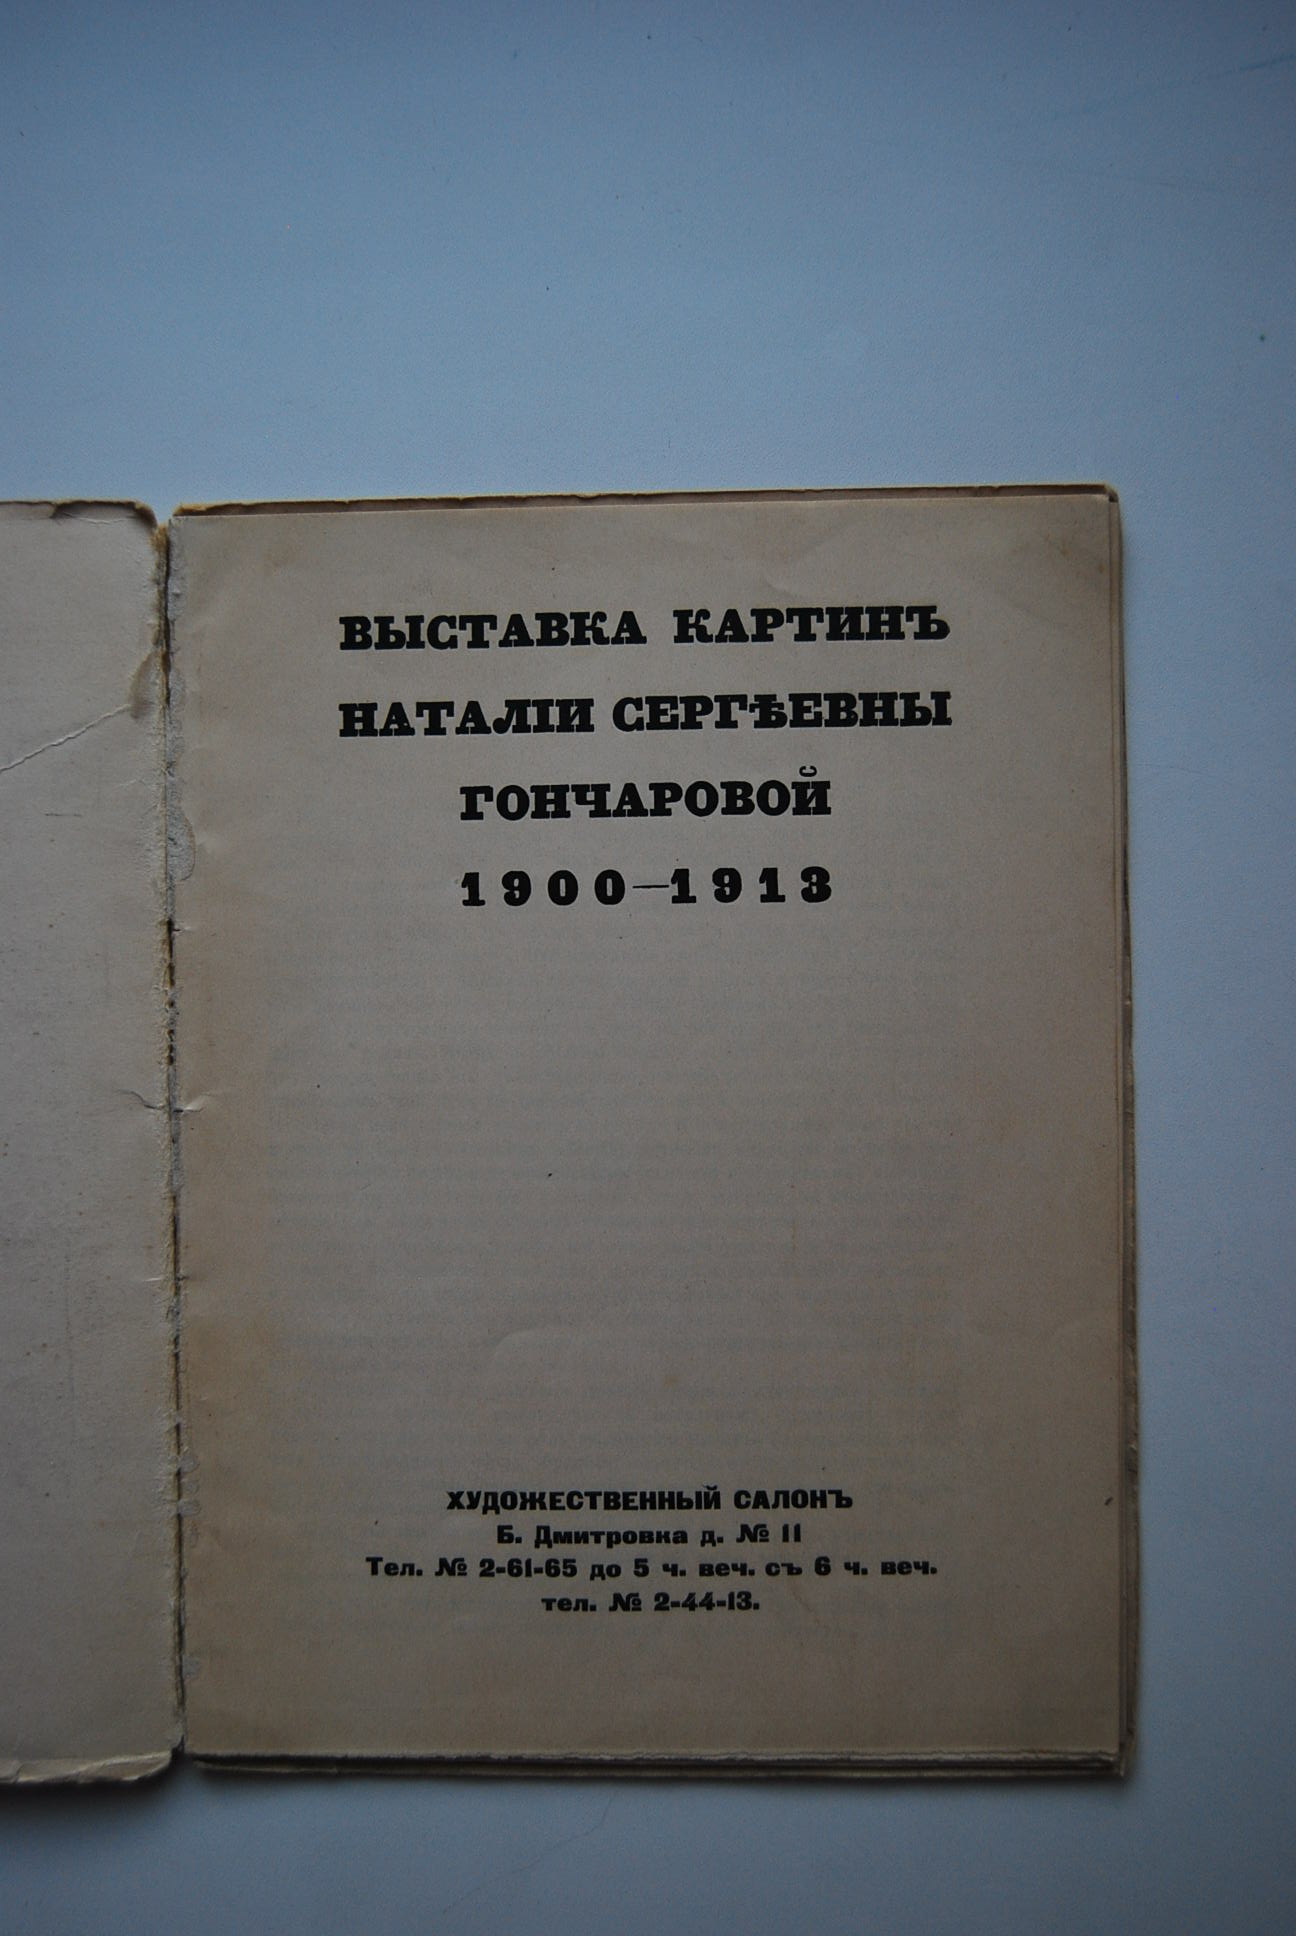 ВЫСТАВКА КАРТИНЪ
НАТАЛІИ СЕРГѢЕВНЫ
ГОНЧАРОВОЙ
1900—1913
ХУДОЖЕСТВЕННЫЙ САЛОНЪ
Б. Дмитровка д. № 11
Тел. № 2-61-65 до 5 ч. веч. съ 6 ч. веч.
тел. № 2-44-13.